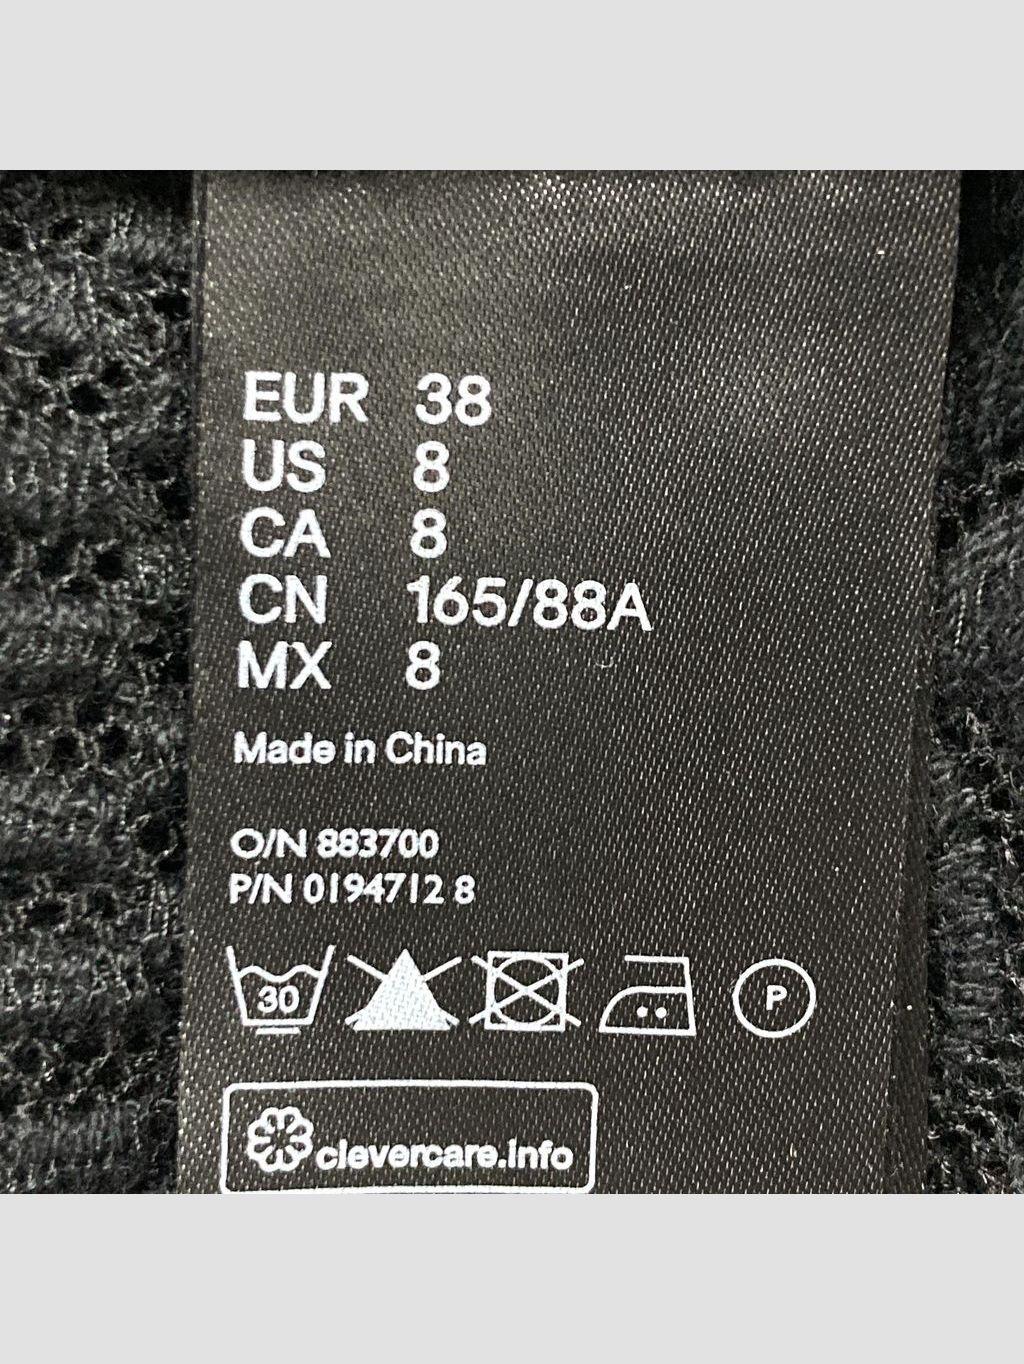 EUR 38
US 8
CA 8
CN 165/88A
MX 8
Made in China
O/N 883700
P/N 0194712 8
30 P
clevercare.info